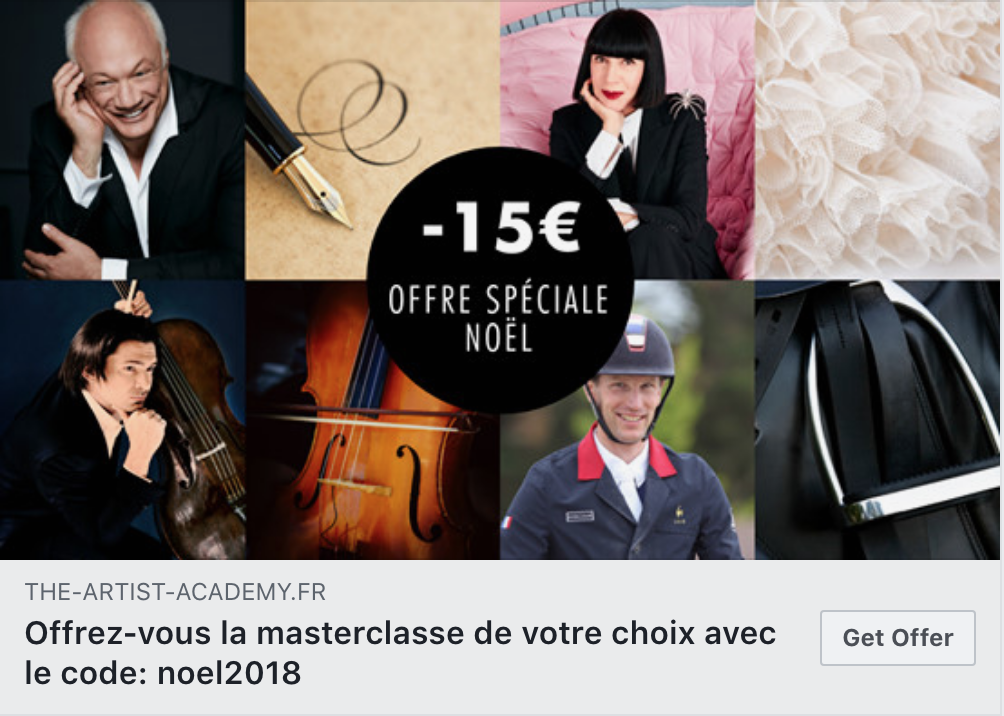 -15€
OFFRE SPÉCIALE
NOËL
THE-ARTIST-ACADEMY.FR
Offrez-vous la masterclasse de votre choix avec
le code: noel2018
Get Offer